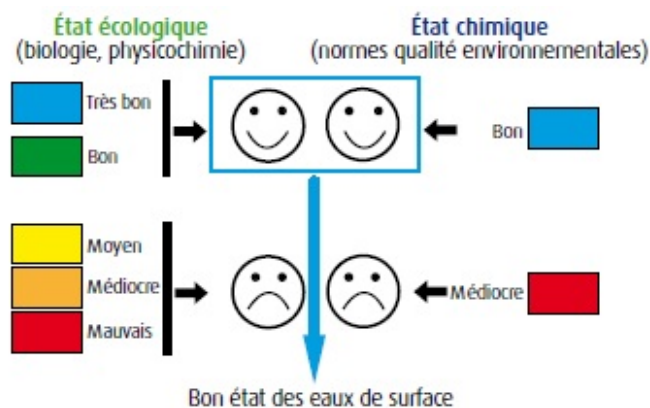 État écologique
(biologie, physicochimie)
État chimique
(normes qualité environnementales)
Très bon
Bon
Bon
Moyen
Médiocre
Mauvais
Médiocre
Bon état des eaux de surface